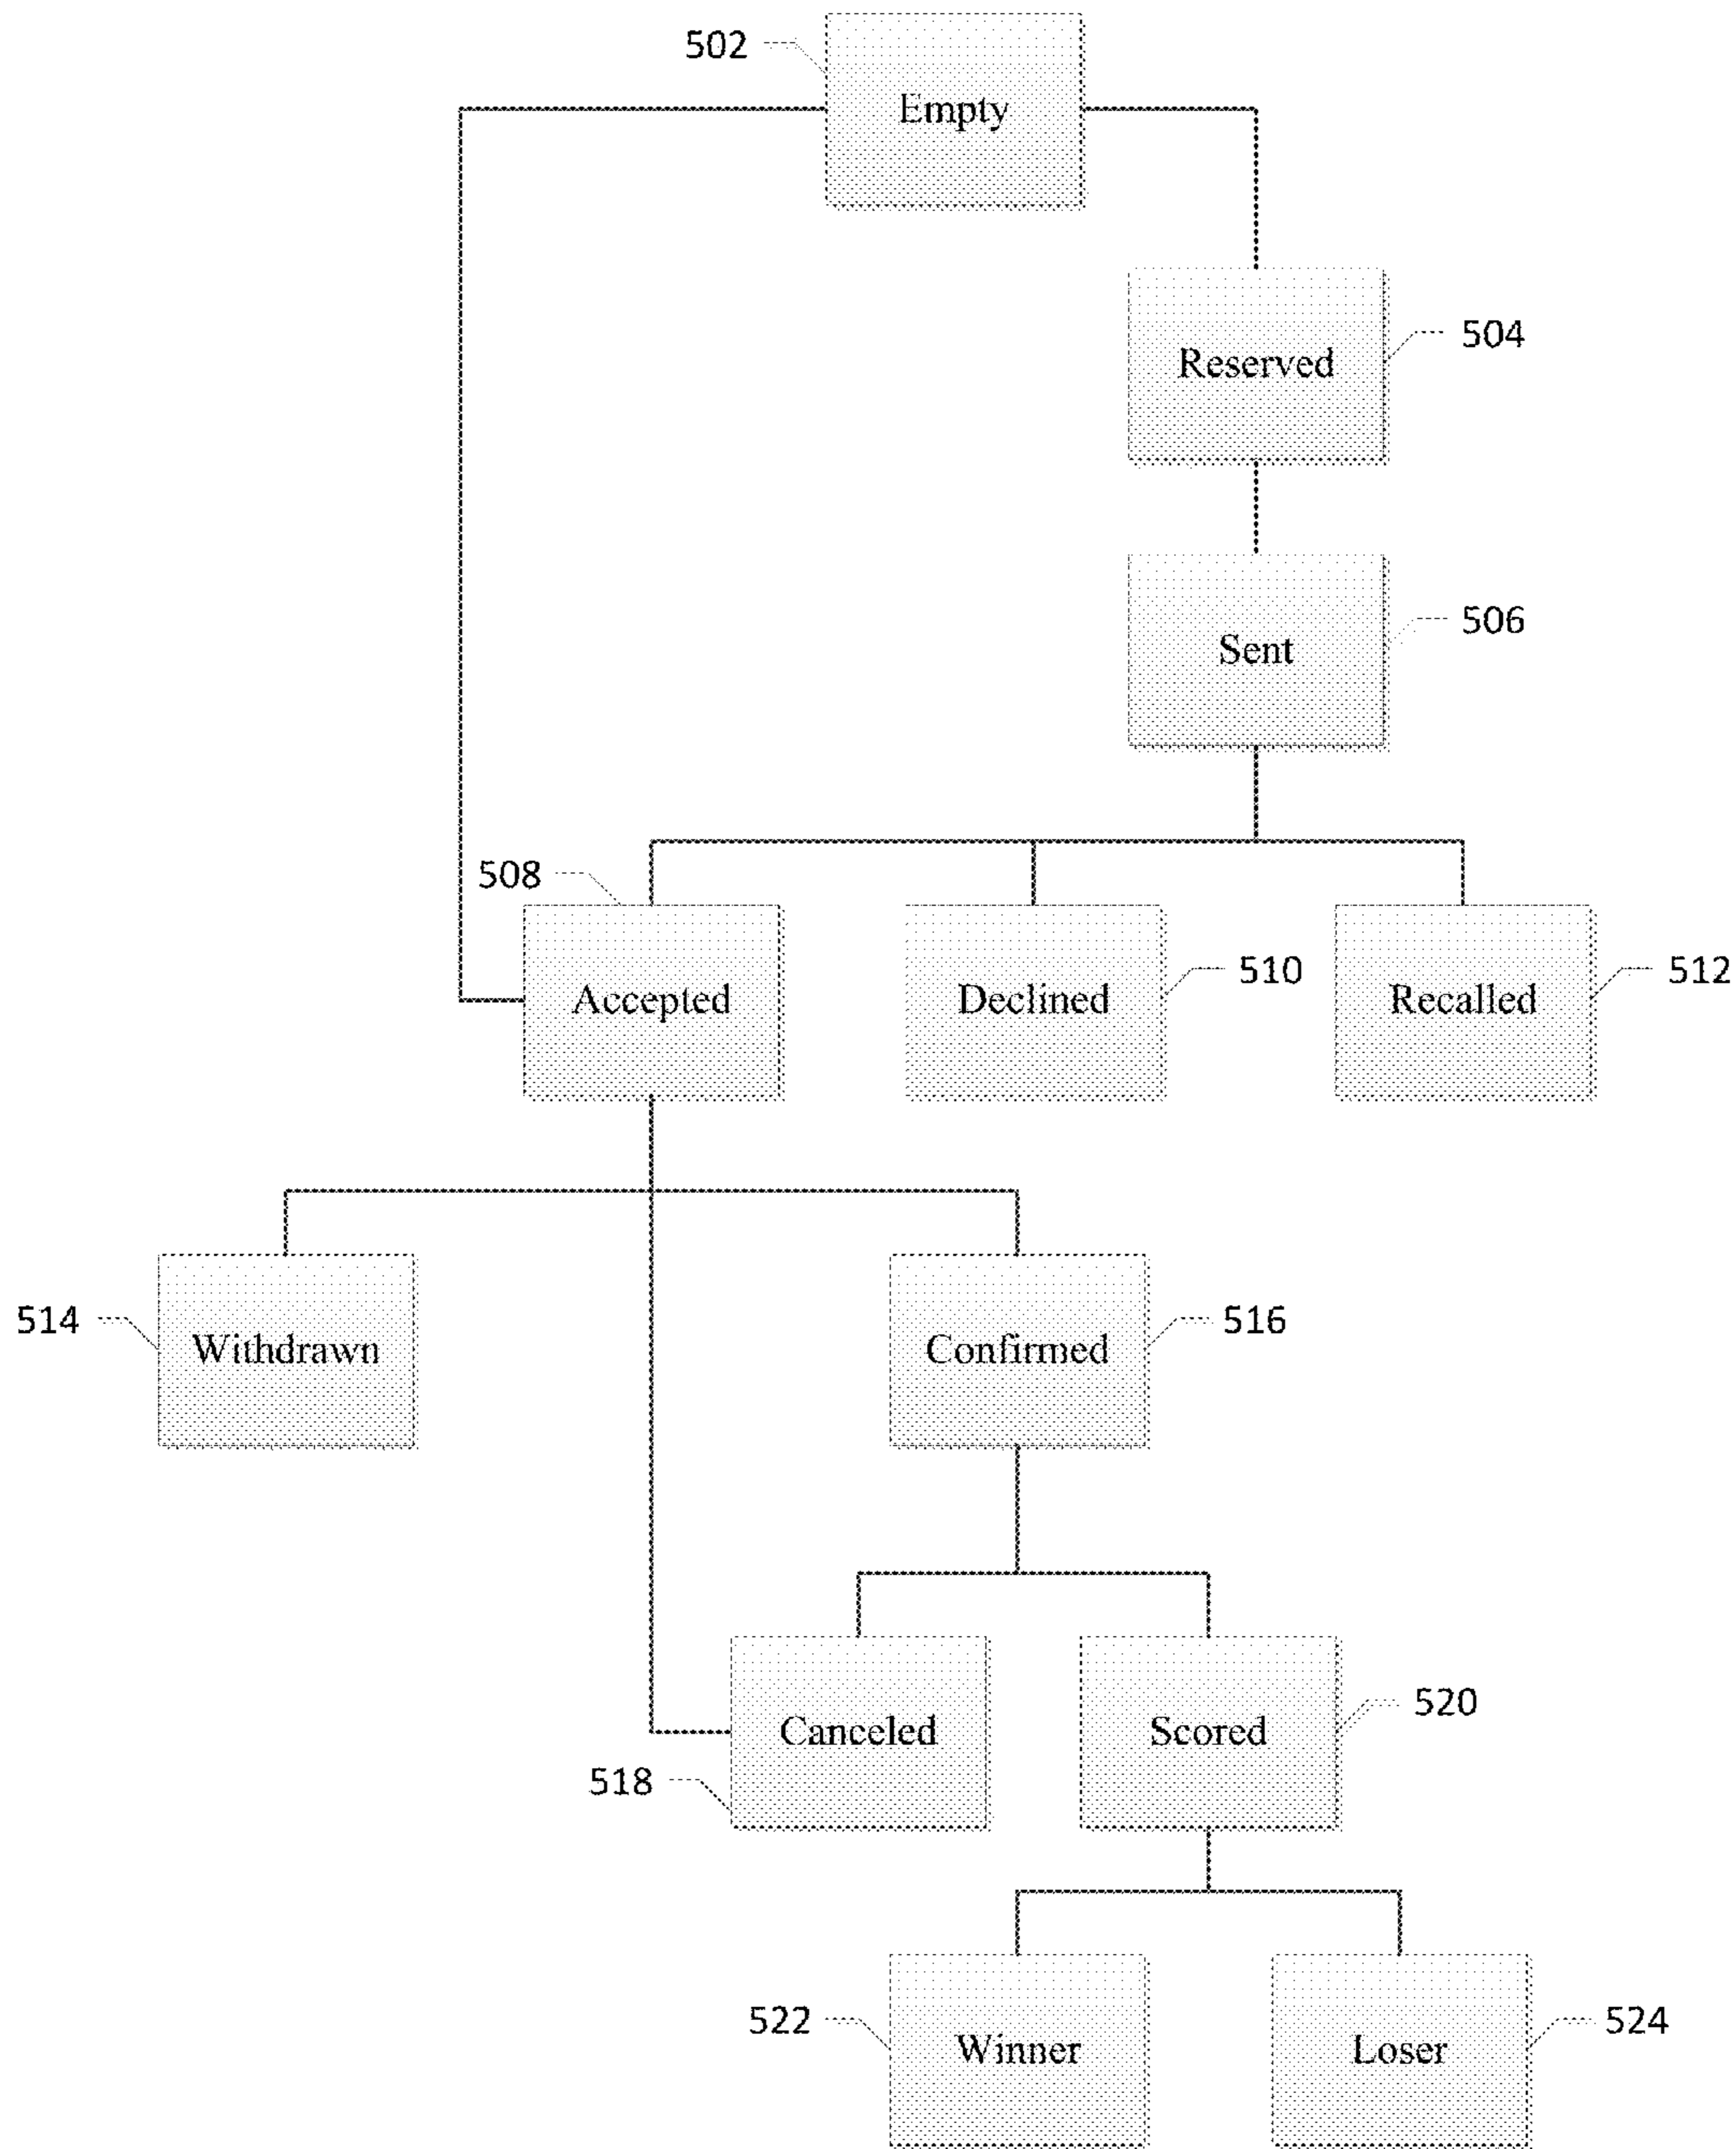 502
Empty
504
Reserved
506
Sent
508
510
512
Accepted
Declined
Recalled
514
516
Withdrawn
Confirmed
520
Canceled
Scored
518
522
524
Winner
Loser